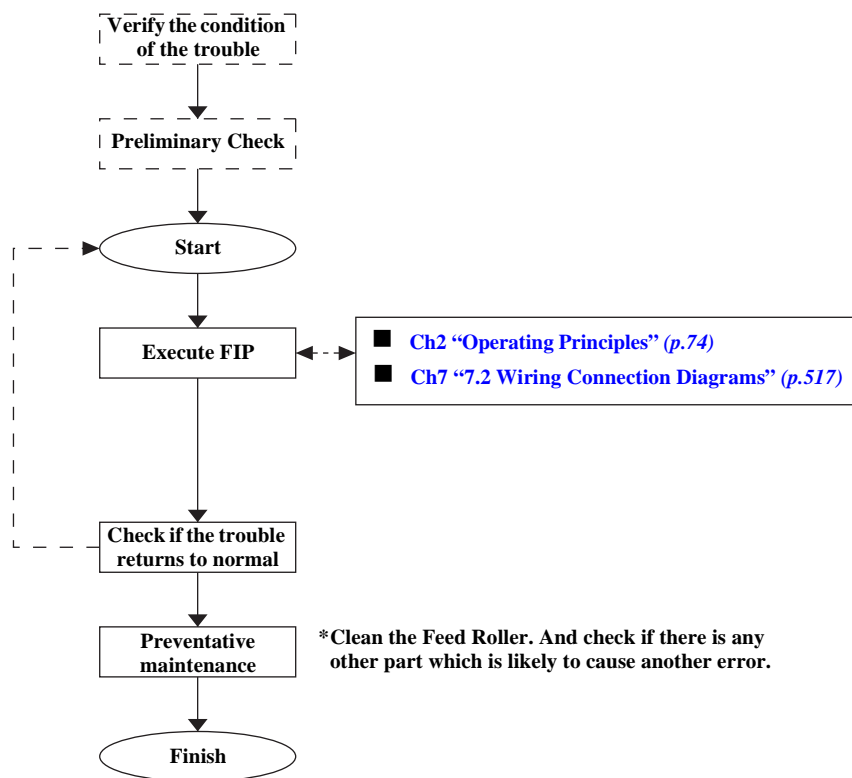 Verify the condition
of the trouble
Preliminary Check
Start
Execute FIP
■ Ch2 “Operating Principles” (p.74)
■ Ch7 “7.2 Wiring Connection Diagrams” (p.517)
Check if the trouble
returns to normal
Preventative
maintenance
*Clean the Feed Roller. And check if there is any
other part which is likely to cause another error.
Finish